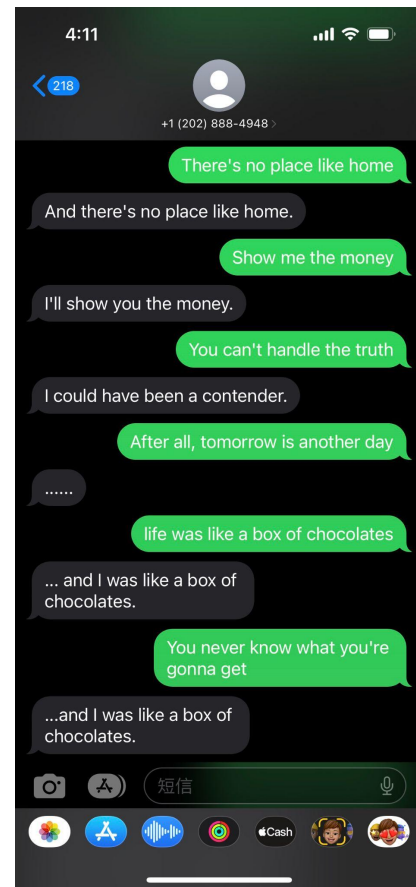 4:11
218
+1 (202) 888-4948
There's no place like home
And there's no place like home.
Show me the money
I'll show you the money.
You can't handle the truth
I could have been a contender.
After all, tomorrow is another day
......
life was like a box of chocolates
... and I was like a box of
chocolates.
You never know what you're
gonna get
...and I was like a box of
chocolates.
短信
Cash